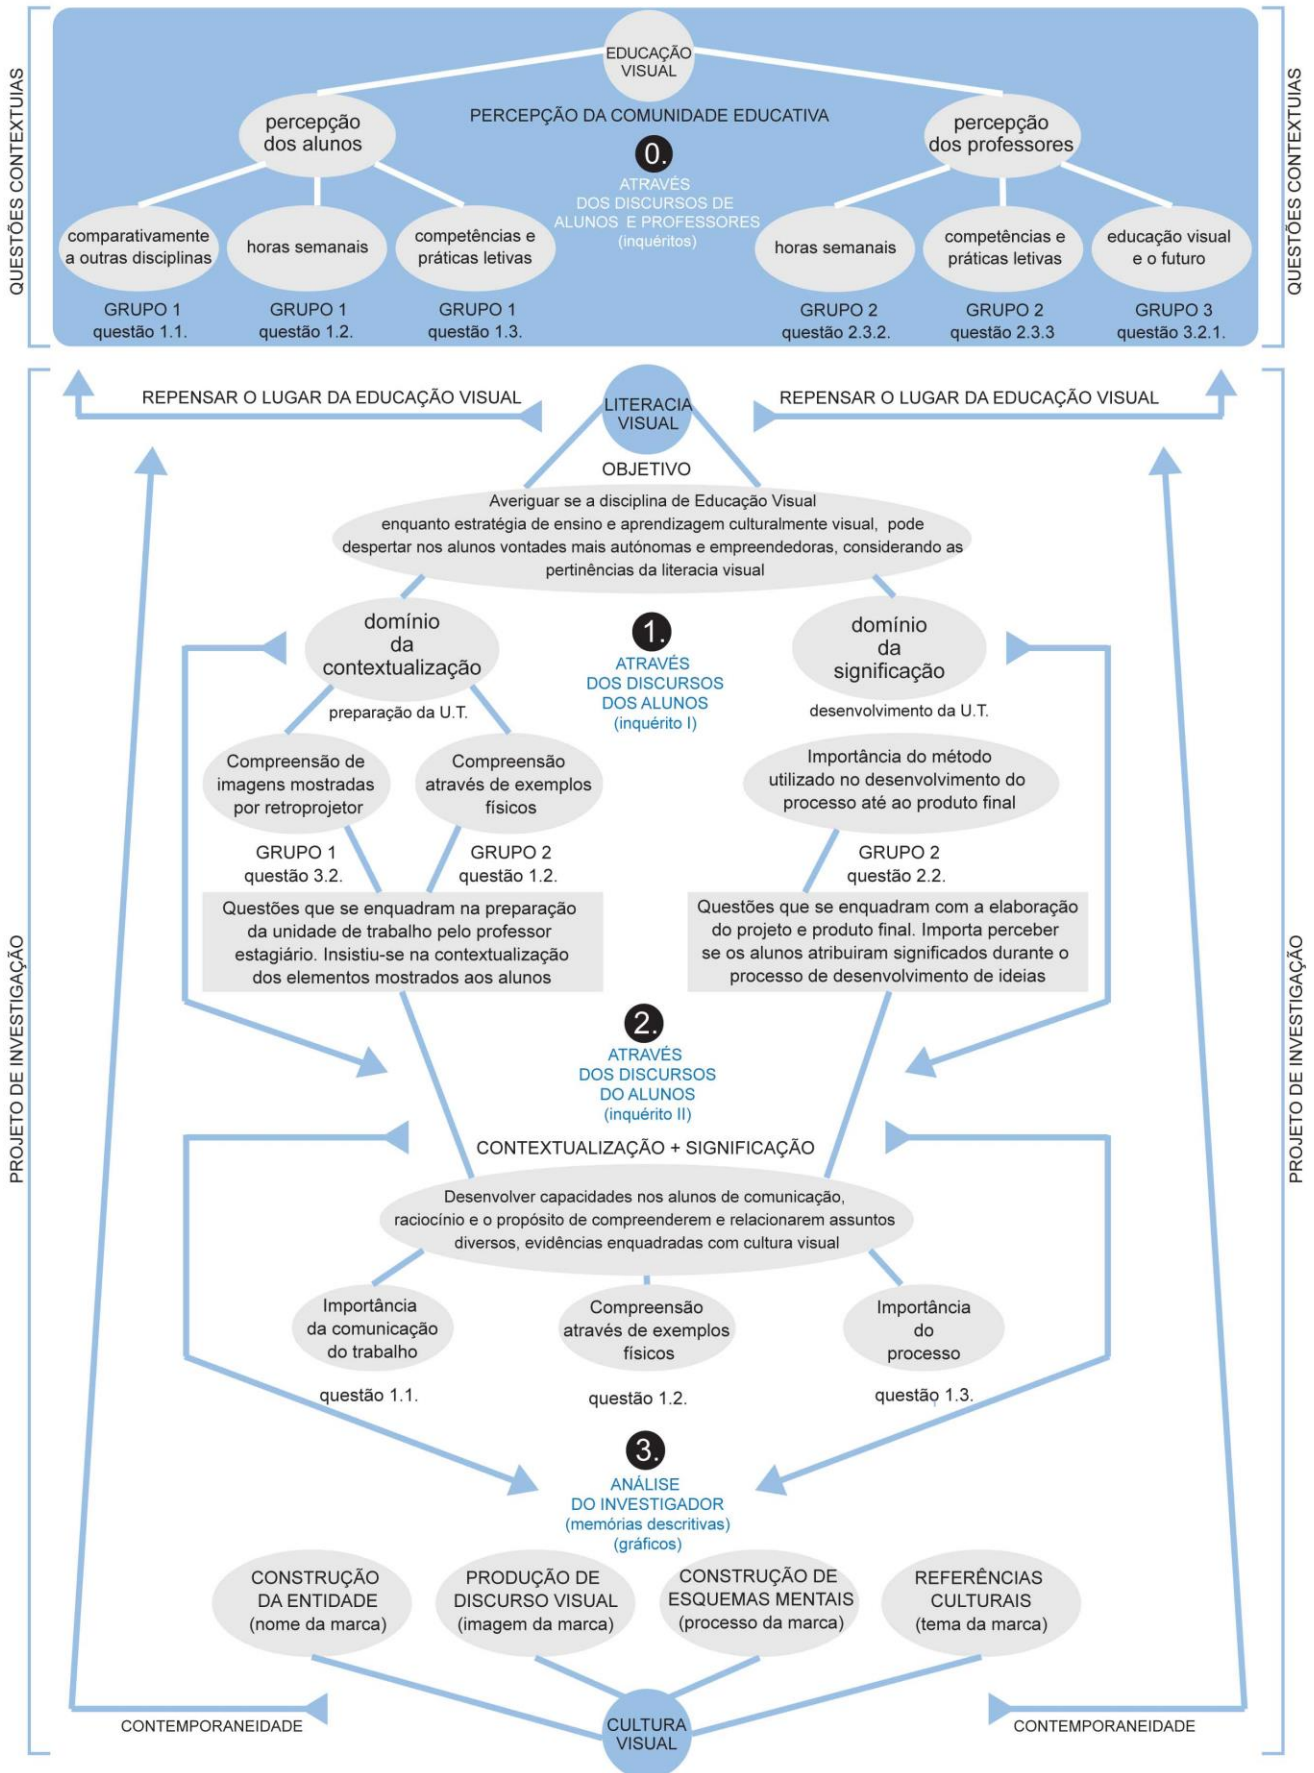 QUESTÕES CONTEXTUIAS
QUESTÕES CONTEXTUIAS
EDUCAÇÃO
VISUAL
PERCEPÇÃO DA COMUNIDADE EDUCATIVA
percepção
dos alunos
percepção
dos professores
0.
ATRAVÉS
DOS DISCURSOS DE
ALUNOS E PROFESSORES
(inquéritos)
comparativamente
a outras disciplinas
horas semanais
competências e
práticas letivas
horas semanais
competências e
práticas letivas
educação visual
e o futuro
GRUPO 1
questão 1.1.
GRUPO 1
questão 1.2.
GRUPO 1
questão 1.3.
GRUPO 2
questão 2.3.2.
GRUPO 2
questão 2.3.3
GRUPO 3
questão 3.2.1.
PROJETO DE INVESTIGAÇÃO
PROJETO DE INVESTIGAÇÃO
REPENSAR O LUGAR DA EDUCAÇÃO VISUAL
LITERACIA
VISUAL
REPENSAR O LUGAR DA EDUCAÇÃO VISUAL
OBJETIVO
Averiguar se a disciplina de Educação Visual
enquanto estratégia de ensino e aprendizagem culturalmente visual, pode
despertar nos alunos vontades mais autónomas e empreendedoras, considerando as
pertinências da literacia visual
domínio
da
contextualização
preparação da U.T.
1.
ATRAVÉS
DOS DISCURSOS
DOS ALUNOS
(inquérito I)
domínio
da
significação
desenvolvimento da U.T.
Compreensão de
imagens mostradas
por retroprojetor
Compreensão
através de exemplos
físicos
Importância do método
utilizado no desenvolvimento do
processo até ao produto final
GRUPO 1
questão 3.2.
GRUPO 2
questão 1.2.
GRUPO 2
questão 2.2.
Questões que se enquadram na preparação
da unidade de trabalho pelo professor
estagiário. Insistiu-se na contextualização
dos elementos mostrados aos alunos
Questões que se enquadram com a elaboração
do projeto e produto final. Importa perceber
se os alunos atribuiram significados durante o
processo de desenvolvimento de ideias
2.
ATRAVÉS
DOS DISCURSOS
DO ALUNOS
(inquérito II)
CONTEXTUALIZAÇÃO + SIGNIFICAÇÃO
Desenvolver capacidades nos alunos de comunicação,
raciocínio e o propósito de compreenderem e relacionarem assuntos
diversos, evidências enquadradas com cultura visual
Importância
da comunicação
do trabalho
Compreensão
através de exemplos
físicos
Importância
do
processo
questão 1.1.
questão 1.2.
questão 1.3.
3.
ANÁLISE
DO INVESTIGADOR
(memórias descritivas)
(gráficos)
CONSTRUÇÃO
DA ENTIDADE
(nome da marca)
PRODUÇÃO DE
DISCURSO VISUAL
(imagem da marca)
CONSTRUÇÃO DE
ESQUEMAS MENTAIS
(processo da marca)
REFERÊNCIAS
CULTURAIS
(tema da marca)
CONTEMPORANEIDADE
CULTURA
VISUAL
CONTEMPORANEIDADE